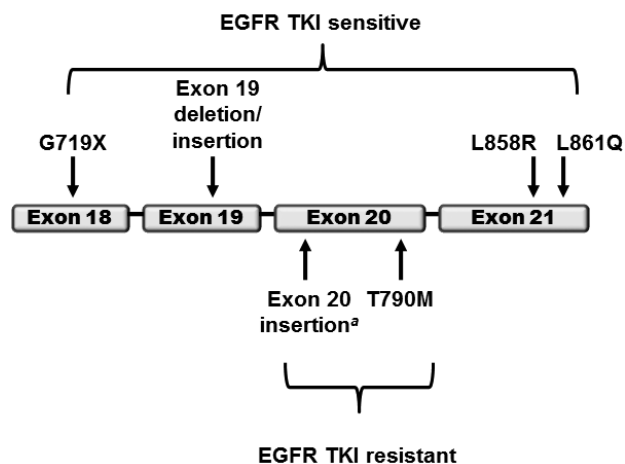 EGFR TKI sensitive
Exon 19
deletion/
insertion
G719X
L858R
L861Q
Exon 18
Exon 19
Exon 20
Exon 21
Exon 20
insertionª
T790M
EGFR TKI resistant